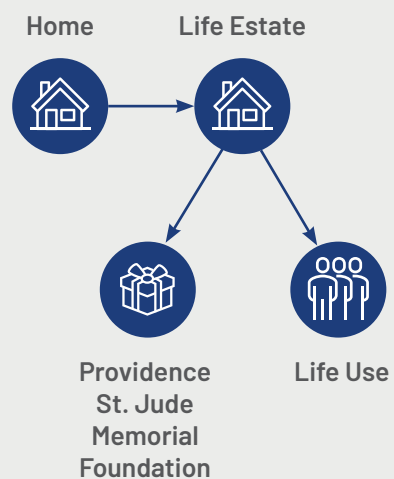 Home
Life Estate
Providence
St. Jude
Memorial
Foundation
Life Use